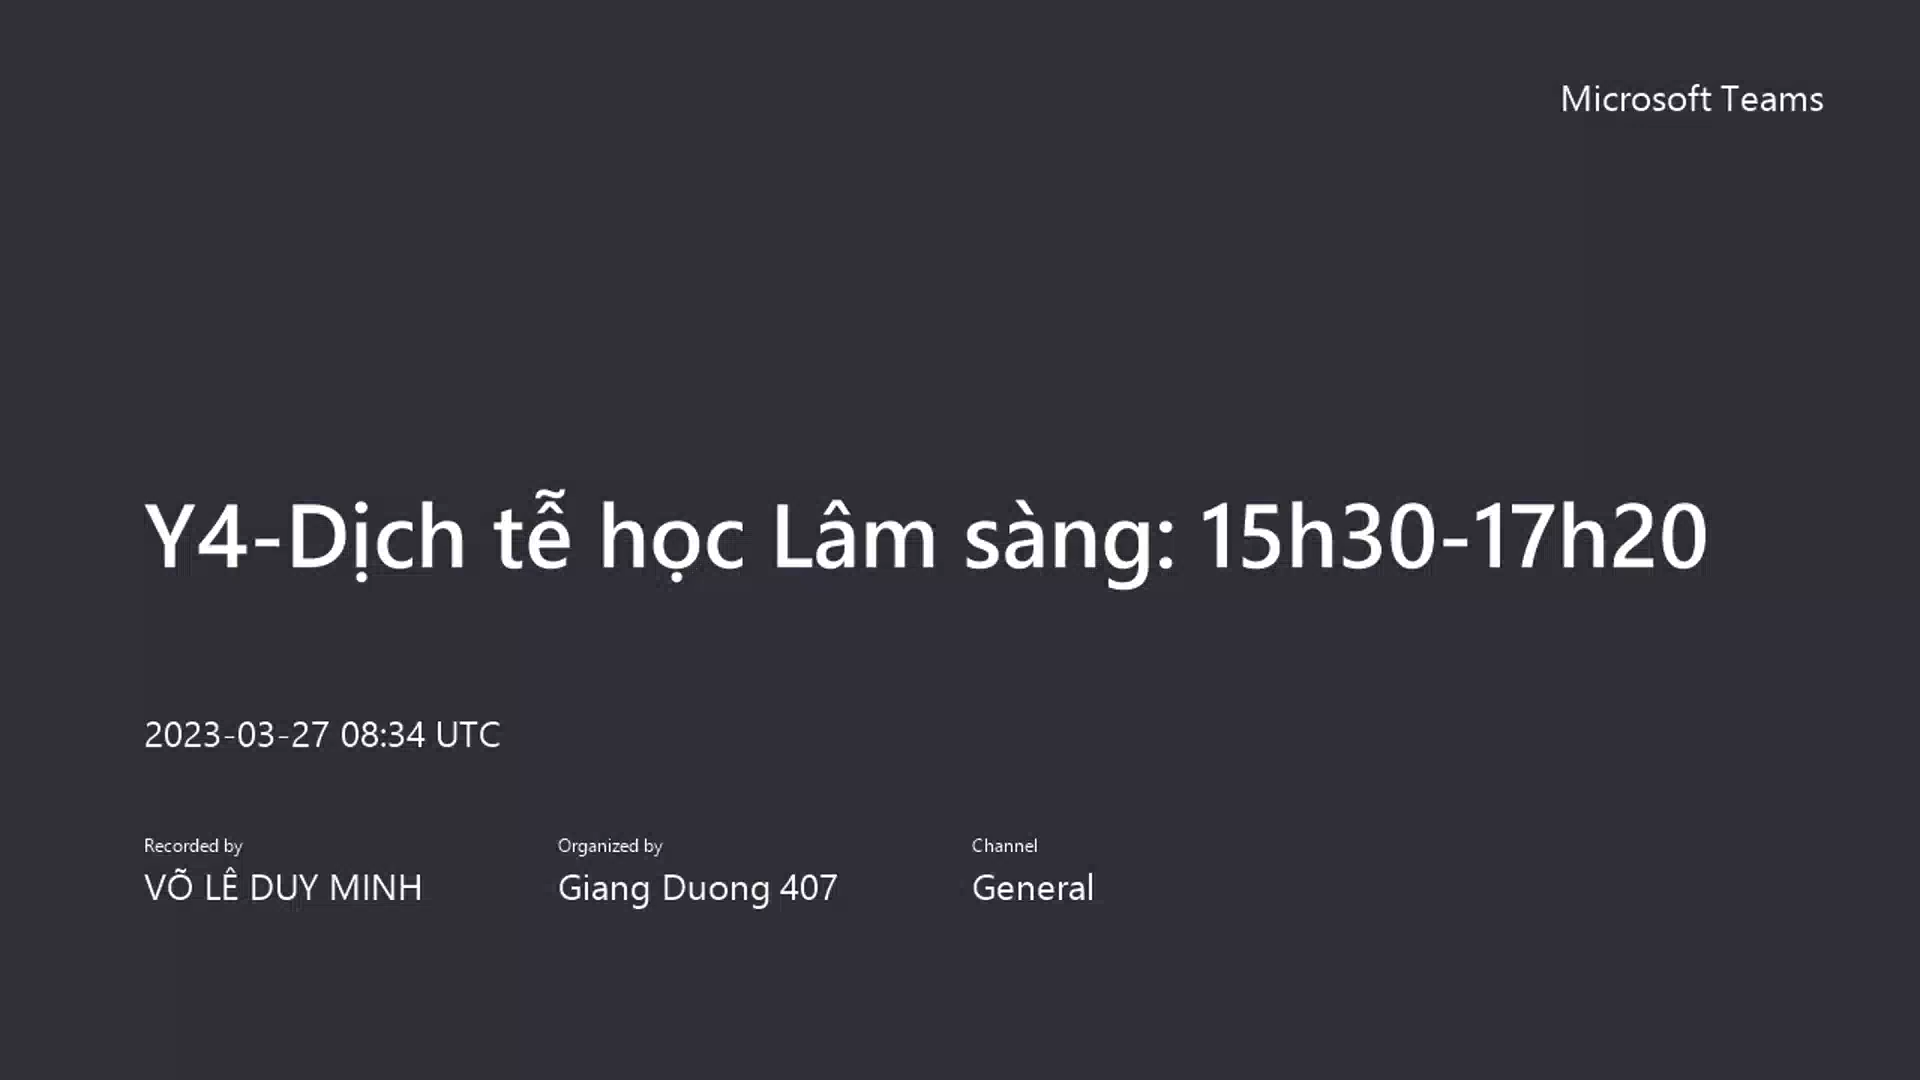 Microsoft Teams
Y4-Dịch tễ học Lâm sàng: 15h30-17h20
2023-03-27 08:34 UTC
Recorded by
VÕ LÊ DUY MINH
Organized by
Giang Duong 407
Channel
General